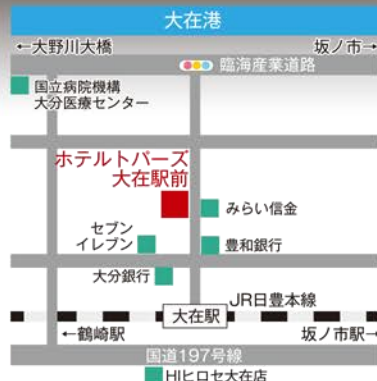 大在港
←大野川大橋
坂ノ市→
臨海産業道路
国立病院機構
大分医療センター
ホテルトパーズ
大在駅前
みらい信金
セブン
イレブン
豊和銀行
大分銀行
JR日豊本線
大在駅
←鶴崎駅
坂ノ市駅→
国道197号線
HIヒロセ大在店